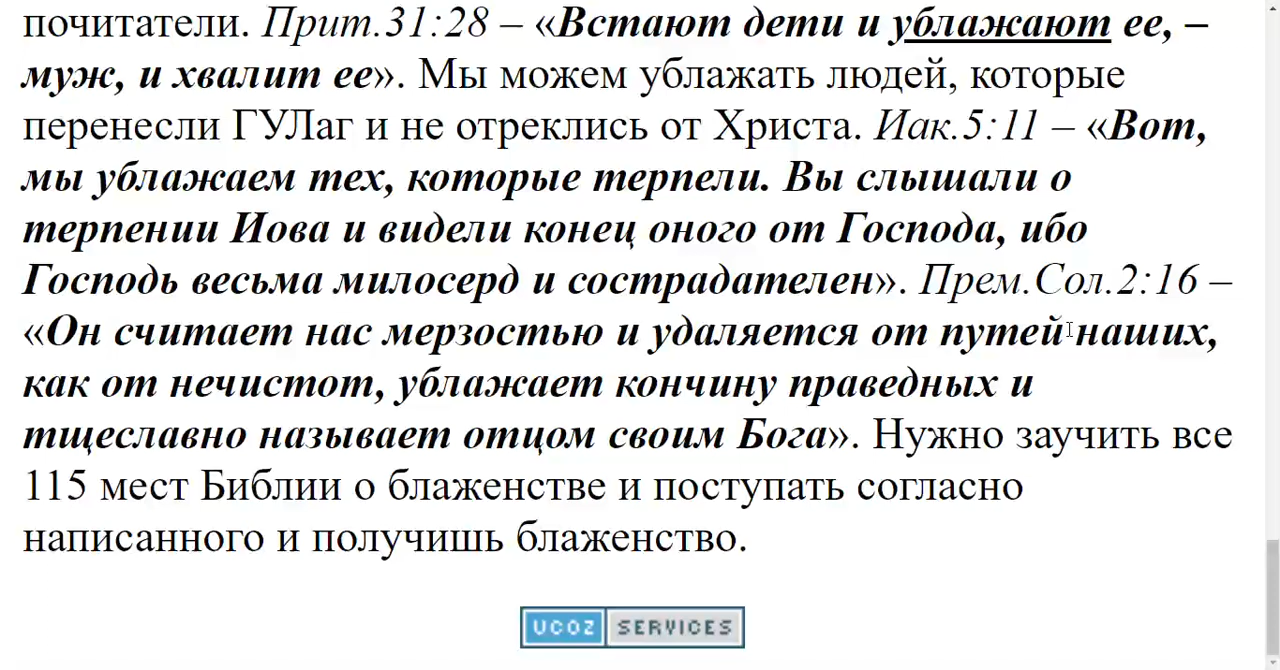 почитатели. Прит.31:28 – «Встают дети и ублажают ее, –
муж, и хвалит ее». Мы можем ублажать людей, которые
перенесли ГУЛаг и не отреклись от Христа. Иак.5:11 – «Вот,
мы ублажаем тех, которые терпели. Вы слышали о
терпении Иова и видели конец оного от Господа, ибо
Господь весьма милосерд и сострадателен». Прем.Сол.2:16 –
«Он считает нас мерзостью и удаляется от путей наших,
как от нечистот, ублажает кончину праведных и
тщеславно называет отцом своим Бога». Нужно заучить все
115 мест Библии о блаженстве и поступать согласно
написанного и получишь блаженство.
UCOZ SERVICES